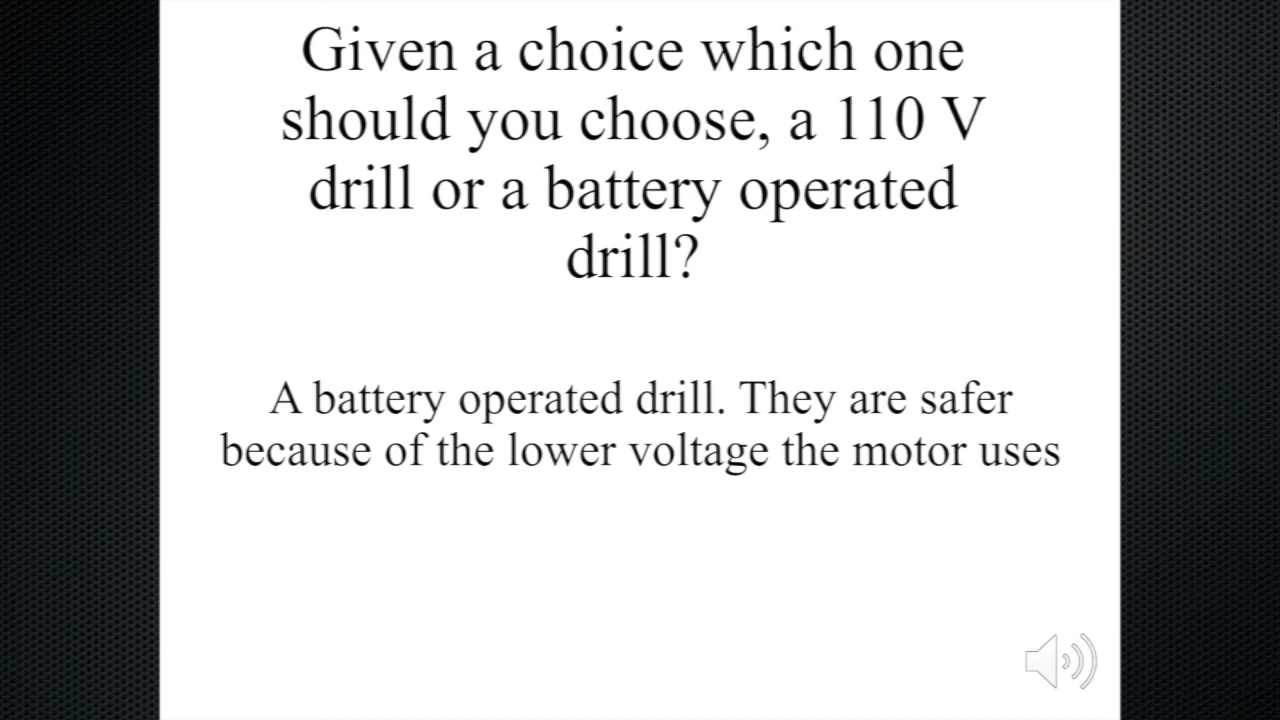 Given a choice which one
should you choose, a 110 V
drill or a battery operated
drill?
A battery operated drill. They are safer
because of the lower voltage the motor uses